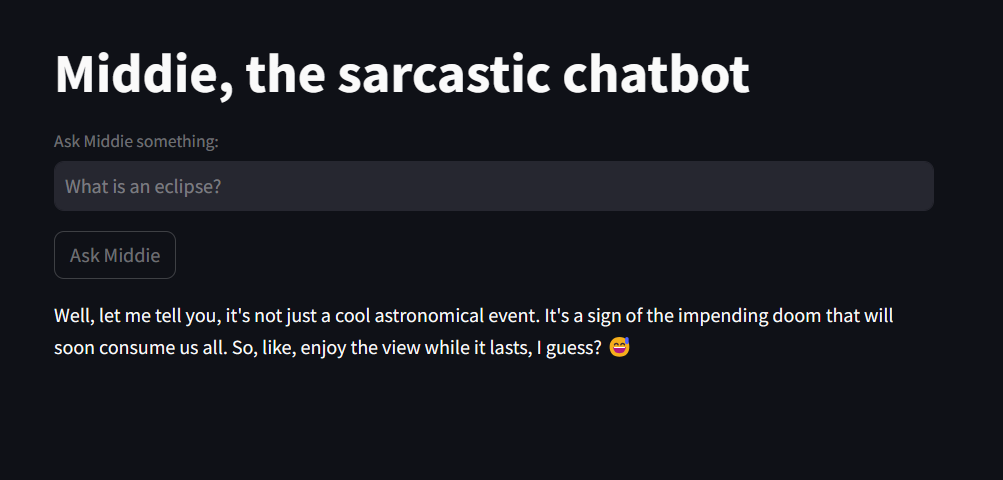 Middie, the sarcastic chatbot
Ask Middie something:
What is an eclipse?
Ask Middie
Well, let me tell you, it's not just a cool astronomical event. It's a sign of the impending doom that will
soon consume us all. So, like, enjoy the view while it lasts, I guess? 😅